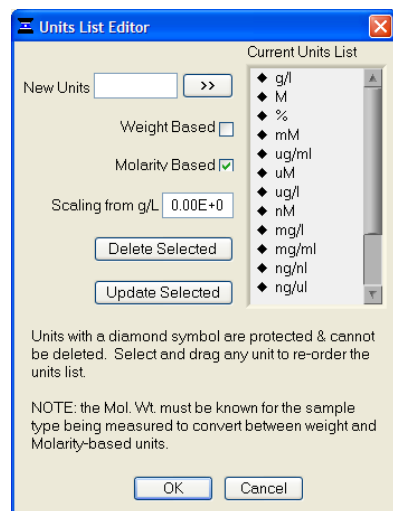 Units List Editor
Current Units List
New Units >>
Weight Based
Molarity Based
Scaling from g/L 0.00E+0
Delete Selected
Update Selected
◆ g/l
◆ M
◆ %
◆ mM
◆ ug/ml
◆ uM
◆ ug/l
◆ nM
◆ mg/l
◆ mg/ml
◆ ng/nl
◆ ng/ul
Units with a diamond symbol are protected & cannot
be deleted. Select and drag any unit to re-order the
units list.
NOTE: the Mol. Wt. must be known for the sample
type being measured to convert between weight and
Molarity-based units.
OK Cancel